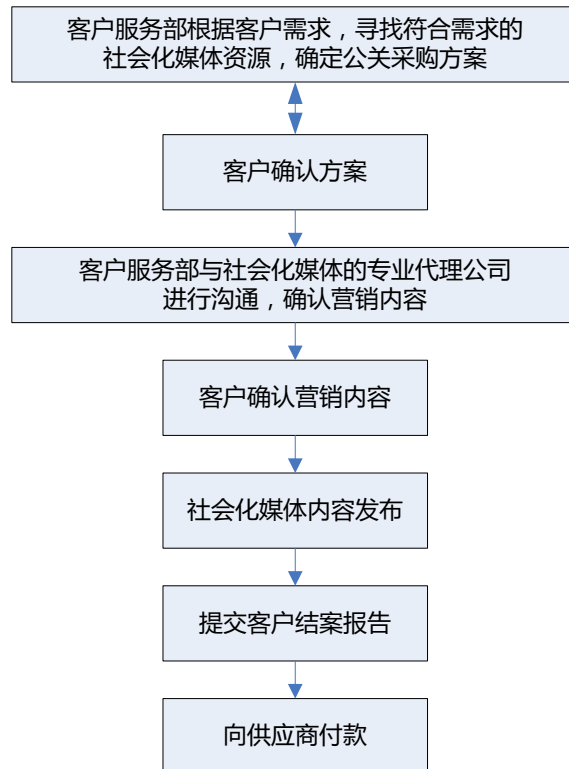 客户服务部根据客户需求，寻找符合需求的
社会化媒体资源，确定公关采购方案
客户确认方案
客户服务部与社会化媒体的专业代理公司
进行沟通，确认营销内容
客户确认营销内容
社会化媒体内容发布
提交客户结案报告
向供应商付款